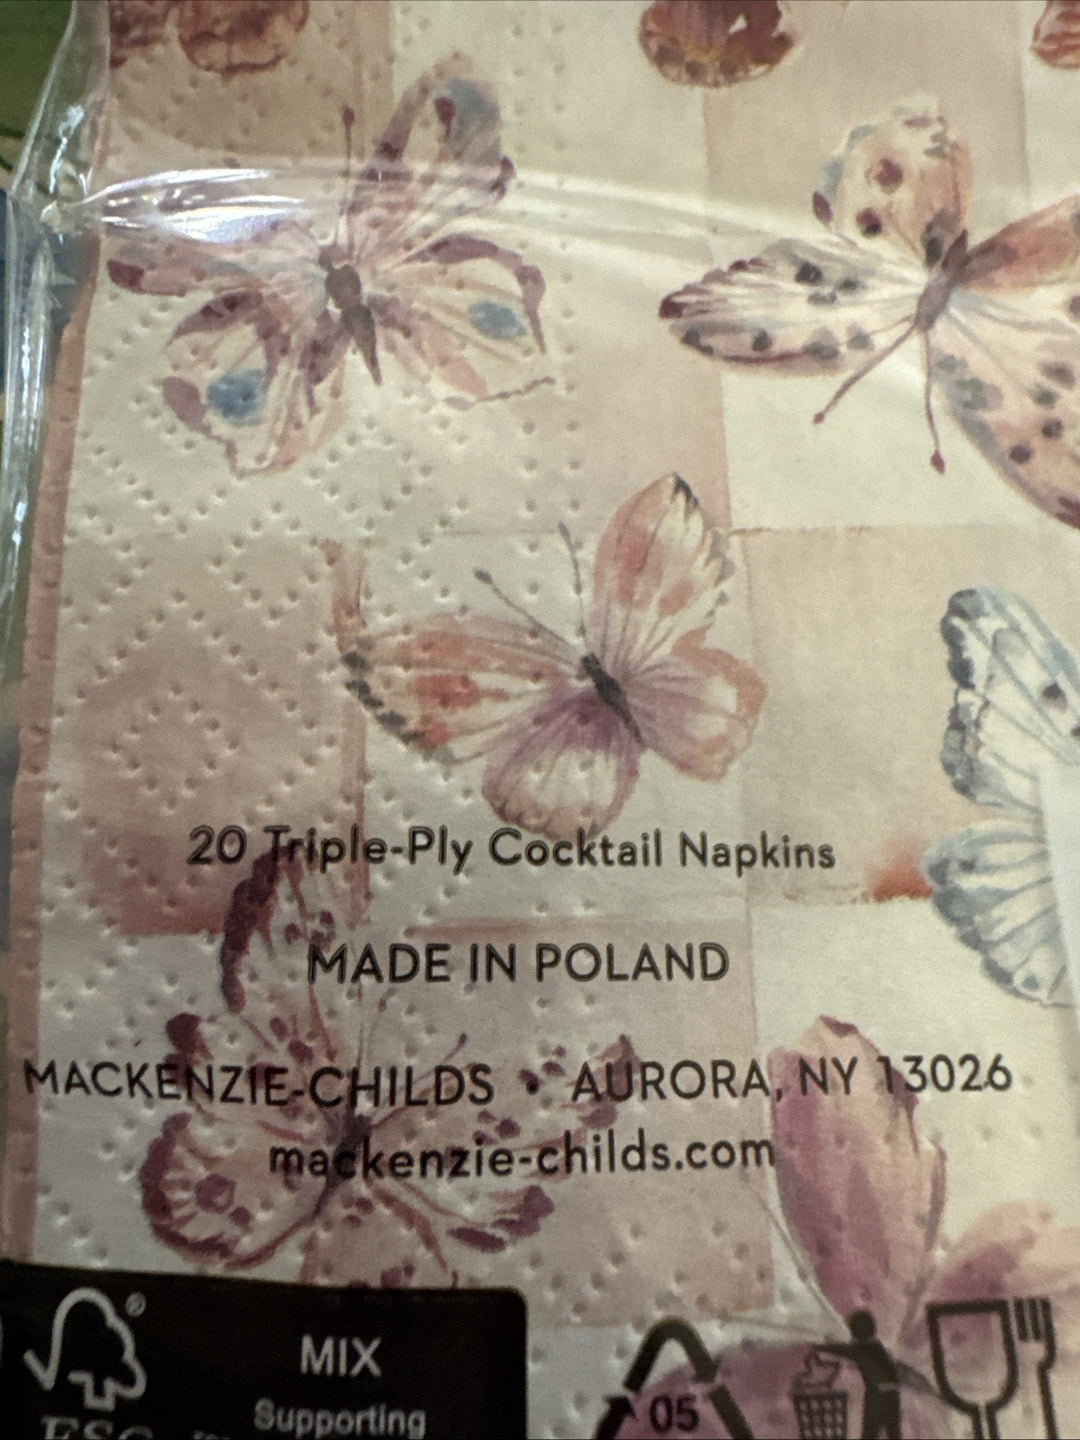 20 Triple-Ply Cocktail Napkins
MADE IN POLAND
MACKENZIE-CHILDS • AURORA, NY 13026
mackenzie-childs.com
®
MIX
Supporting
FSC
05